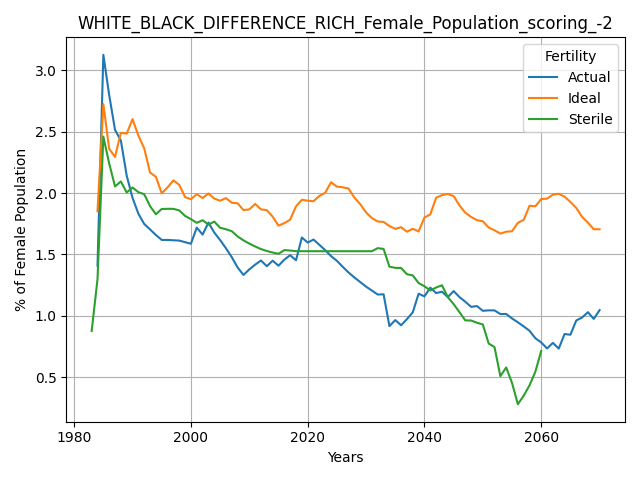 WHITE_BLACK_DIFFERENCE_RICH_Female_Population_scoring_-2
Fertility
Actual
Ideal
Sterile
% of Female Population
3.0
2.5
2.0
1.5
1.0
0.5
1980
2000
2020
2040
2060
Years